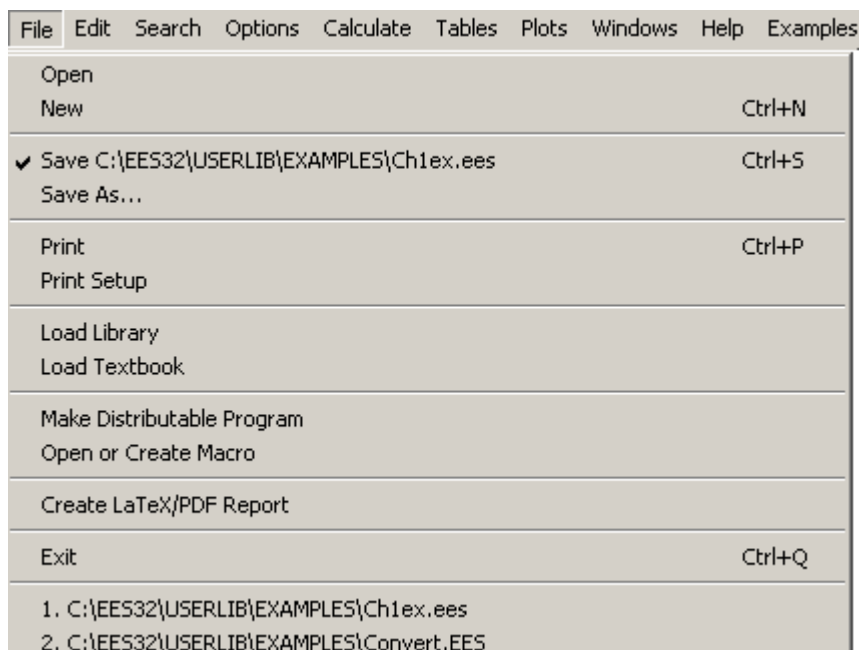 File Edit Search Options Calculate Tables Plots Windows Help Examples
Open
New Ctrl+N
Save C:\EES32\USERLIB\EXAMPLES\Ch1ex.ees Ctrl+S
Save As...
Print Ctrl+P
Print Setup
Load Library
Load Textbook
Make Distributable Program
Open or Create Macro
Create LaTeX/PDF Report
Exit Ctrl+Q
1. C:\EES32\USERLIB\EXAMPLES\Ch1ex.ees
2. C:\EES32\USERLIB\EXAMPLES\Convert.EES